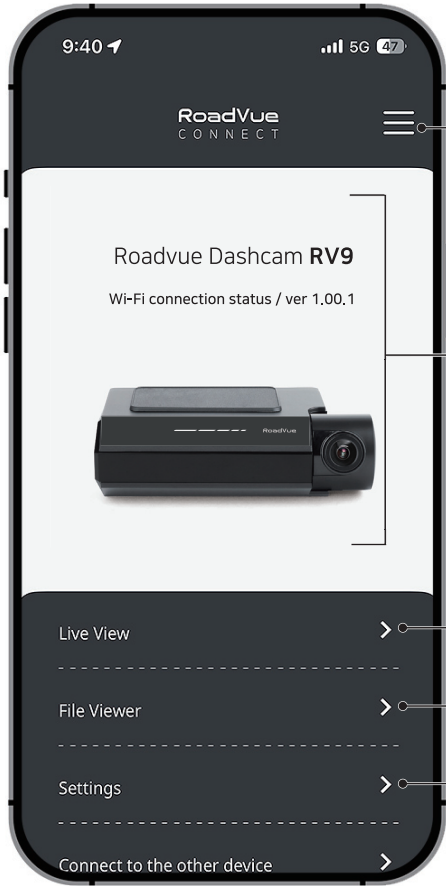 9:40
5G 47
RoadVue
CONNECT
Roadvue Dashcam RV9
Wi-Fi connection status / ver 1.00.1
RoadVue
Live View
File Viewer
Settings
Connect to the other device